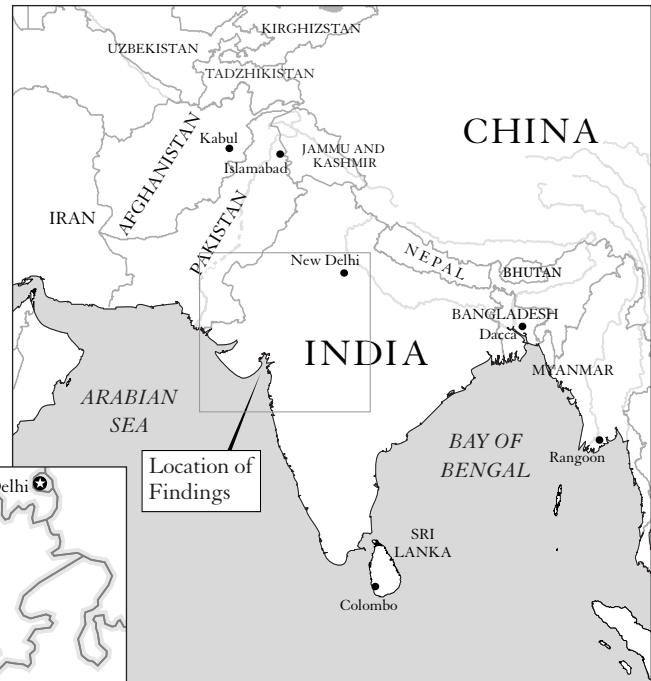 KIRGHIZSTAN
UZBEKISTAN
TADZHIKISTAN
CHINA
Kabul
JAMMU AND
KASHMIR
Islamabad
AFGHANISTAN
IRAN
PAKISTAN
New Delhi
NEPAL
BHUTAN
BANGLADESH
Dacca
INDIA
MYANMAR
ARABIAN
SEA
BAY OF
BENGAL
Rangoon
Location of
Findings
elhi
SRI
LANKA
Colombo